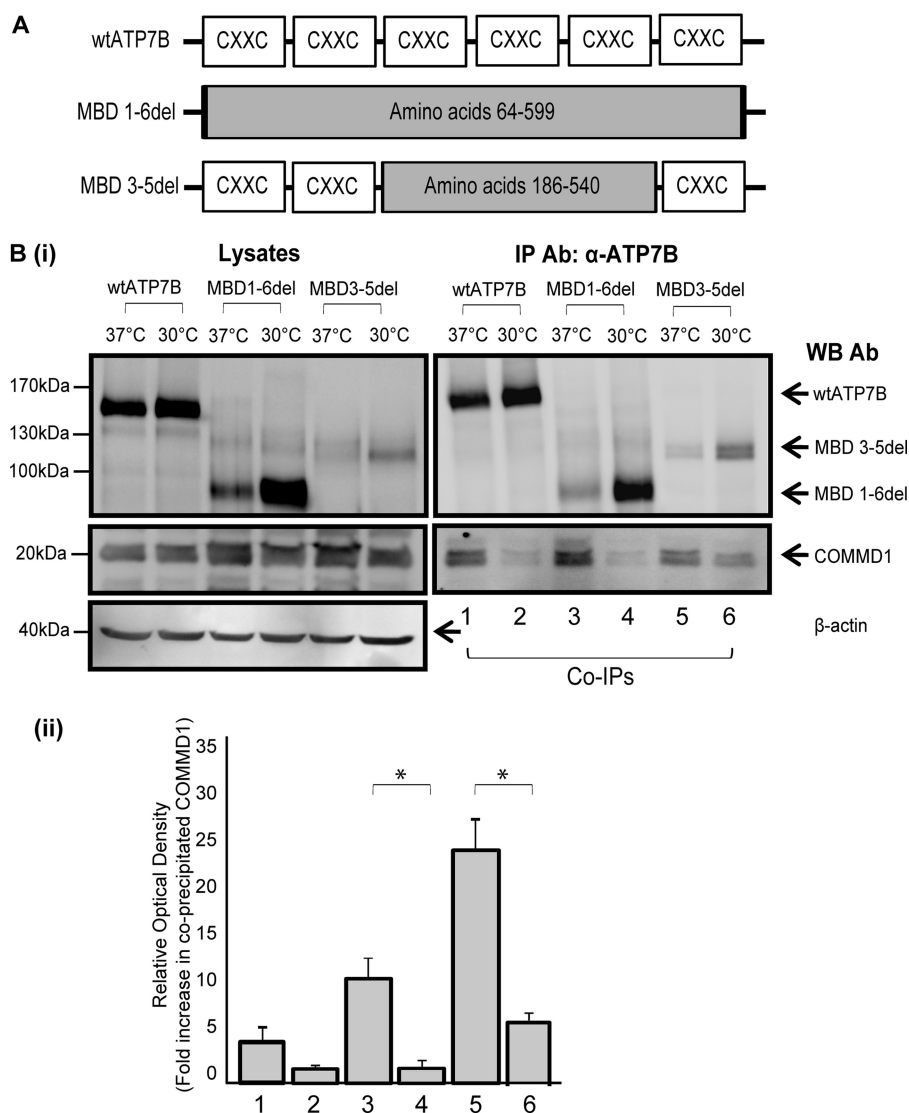 A
wtATP7B
CXXC CXXC CXXC CXXC CXXC CXXC
MBD 1-6del
Amino acids 64-599
MBD 3-5del
CXXC CXXC Amino acids 186-540 CXXC
B (i)
Lysates
IP Ab: α-ATP7B
wtATP7B MBD1-6del MBD3-5del
wtATP7B MBD1-6del MBD3-5del
37°C 30°C 37°C 30°C 37°C 30°C
37°C 30°C 37°C 30°C 37°C 30°C
WB Ab
170kDa
130kDa
100kDa
wtATP7B
MBD 3-5del
MBD 1-6del
20kDa
COMMD1
1 2 3 4 5 6
40kDa
β-actin
Co-IPs
(ii)
Relative Optical Density
(Fold increase in co-precipitated COMMD1)
35
30
25
20
15
10
5
0
* *
1 2 3 4 5 6